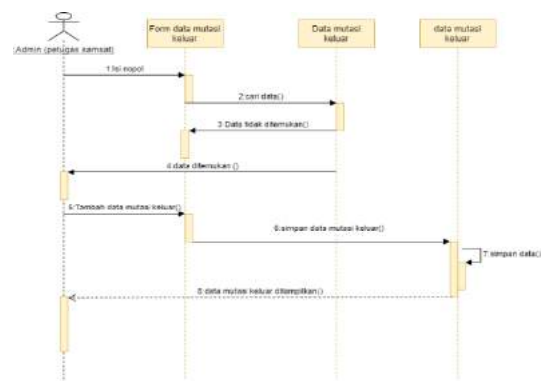 Form data mutasi
keluar
Data mutasi
keluar
data mutasi
keluar
:Admin (petugas samsat)
1:Isi nopol
2:cari data()
3:Data tidak ditemukan()
4:data ditemukan ()
5:Tambah data mutasi keluar()
6:simpan data mutasi keluar()
7:simpan data()
8:data mutasi keluar ditampilkan()